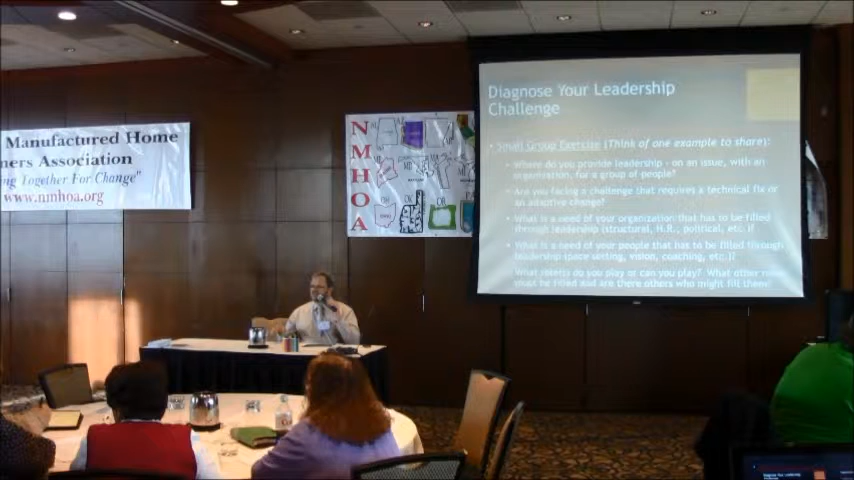 Manufactured Home
ners Association
ng Together For Change"
www.nmhoa.org
N
M
H
O
A
OH
OK
OR
Diagnose Your Leadership
Challenge
• Small Group Exercise (Think of one example to share):
• Where do you provide leadership - on an issue, with an
organization, for a group of people?
• Are you facing a challenge that requires a technical fix or
an adaptive change?
• What is a need of your organization that has to be filled
through leadership (structural, H.R., political, etc.)?
• What is a need of your people that has to be filled through
leadership space setting, vision, coaching, etc.)?
What do you play or can you play? What other
must be filled and are there others who might fill them